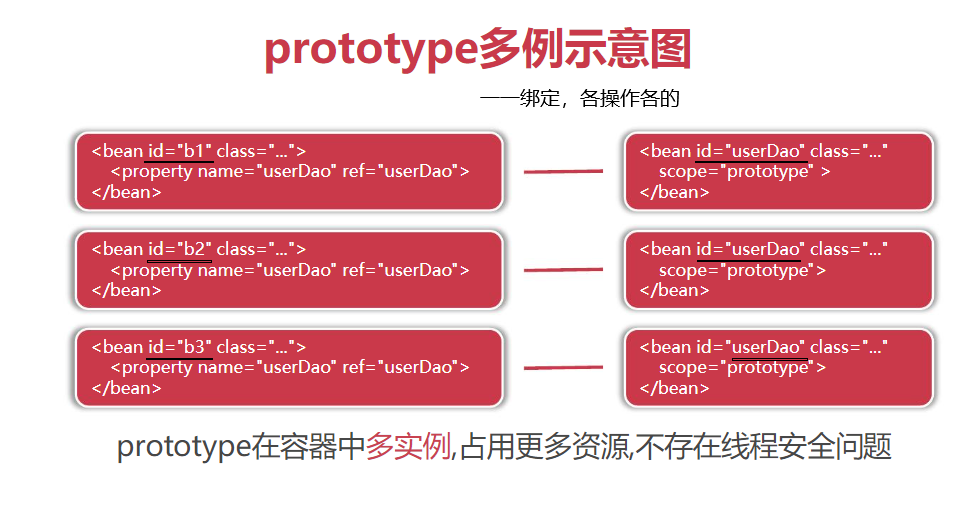 prototype多例示意图
一一绑定，各操作各的
<bean id="b1" class="...">
<property name="userDao" ref="userDao">
</bean>
<bean id="userDao" class="..."
scope="prototype" >
</bean>
<bean id="b2" class="...">
<property name="userDao" ref="userDao">
</bean>
<bean id="userDao" class="..."
scope="prototype">
</bean>
<bean id="b3" class="...">
<property name="userDao" ref="userDao">
</bean>
<bean id="userDao" class="..."
scope="prototype">
</bean>
prototype在容器中多实例,占用更多资源,不存在线程安全问题